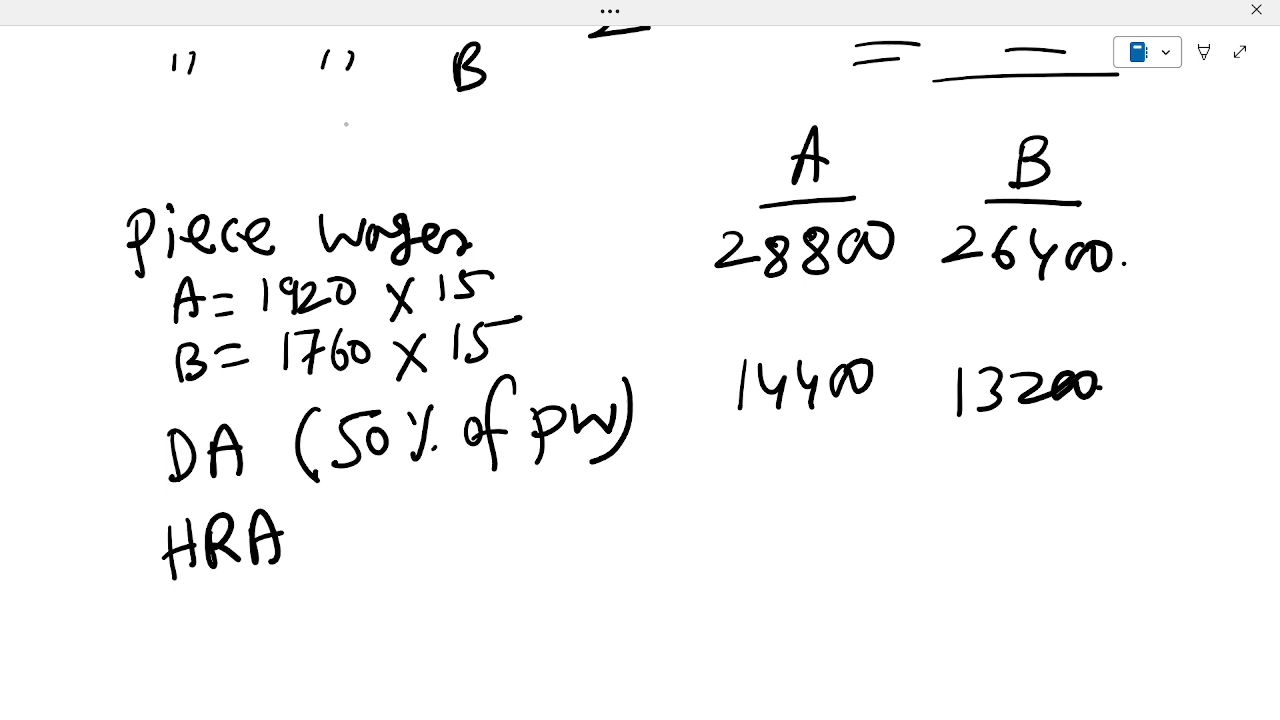 " " B
A B
Piece wages 28800 26400.
A = 1920 × 15
B = 1760 × 15
DA (50% of PW) 14400 13200
HRA